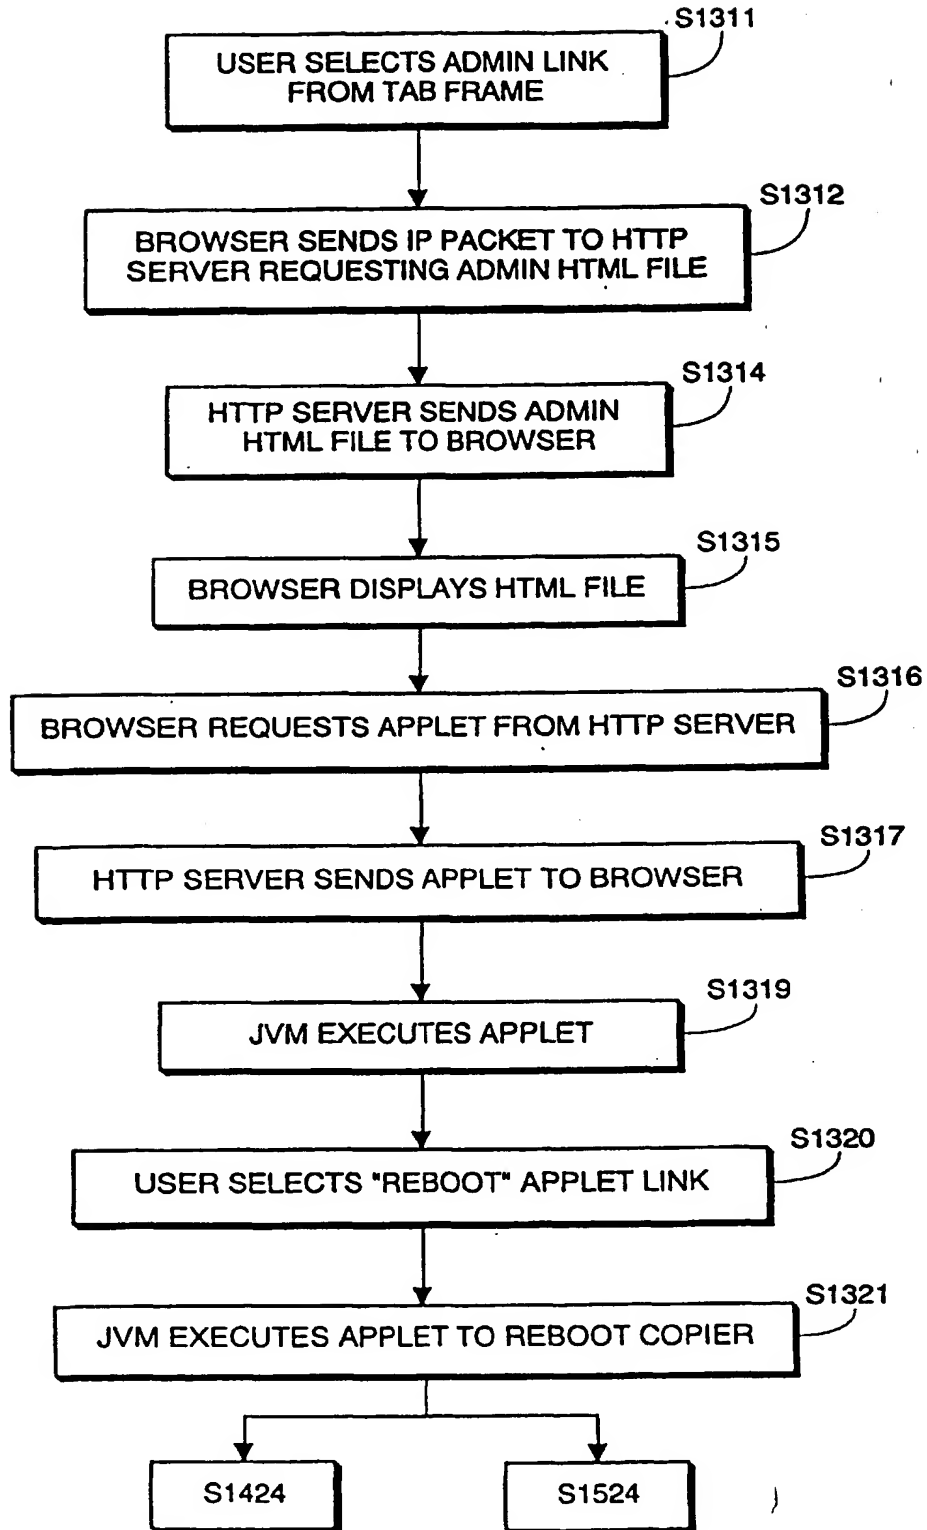 S1311
USER SELECTS ADMIN LINK
FROM TAB FRAME
S1312
BROWSER SENDS IP PACKET TO HTTP
SERVER REQUESTING ADMIN HTML FILE
S1314
HTTP SERVER SENDS ADMIN
HTML FILE TO BROWSER
S1315
BROWSER DISPLAYS HTML FILE
S1316
BROWSER REQUESTS APPLET FROM HTTP SERVER
S1317
HTTP SERVER SENDS APPLET TO BROWSER
S1319
JVM EXECUTES APPLET
S1320
USER SELECTS "REBOOT" APPLET LINK
S1321
JVM EXECUTES APPLET TO REBOOT COPIER
S1424
S1524